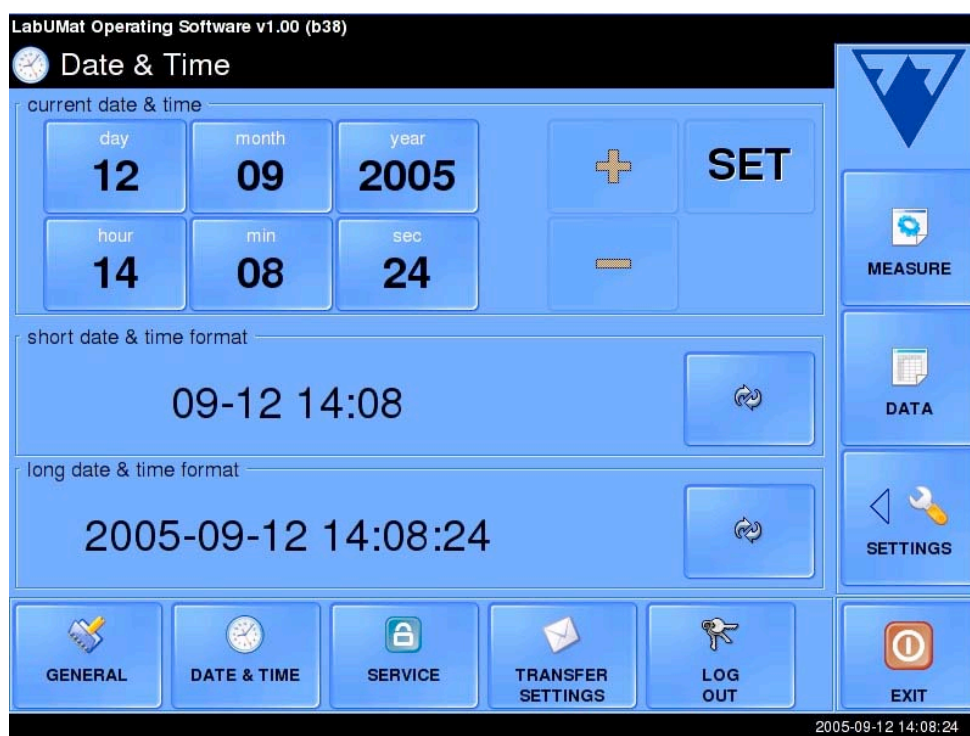 LabUMat Operating Software v1.00 (b38)
Date & Time
current date & time
day month year
12 09 2005
SET
hour min sec
14 08 24
short date & time format
09-12 14:08
long date & time format
2005-09-12 14:08:24
MEASURE
DATA
SETTINGS
GENERAL
DATE & TIME
SERVICE
TRANSFER
SETTINGS
LOG
OUT
EXIT
2005-09-12 14:08:24